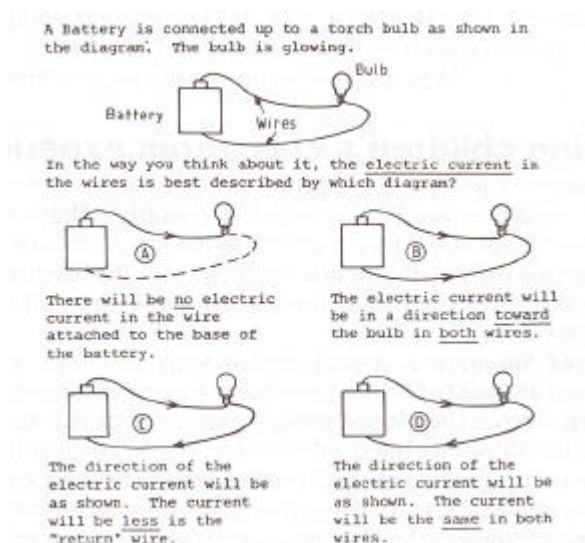 A Battery is connected up to a torch bulb as shown in
the diagram. The bulb is glowing.
Bulb
Battery
Wires
In the way you think about it, the electric current is
the wires is best described by which diagram?
A
B
There will be no electric
current in the wire
attached to the base of
the battery.
The electric current will
be in a direction toward
the bulb in both wires.
C
D
The direction of the
electric current will be
as shown. The current
will be less is the
"return" wire.
The direction of the
electric current will be
as shown. The current
will be the same in both
wires.